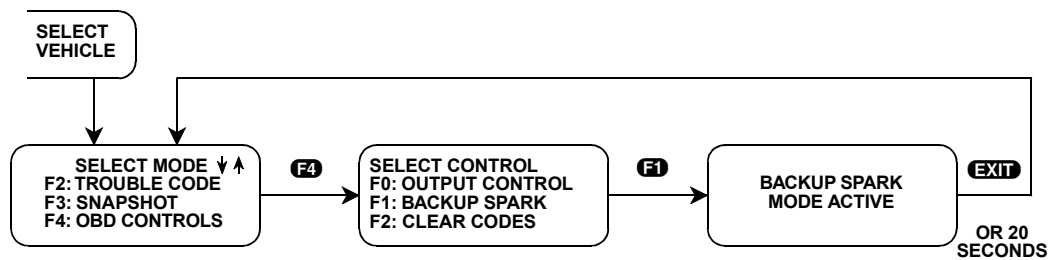 SELECT
VEHICLE
SELECT MODE
F2: TROUBLE CODE
F3: SNAPSHOT
F4: OBD CONTROLS
F4
SELECT CONTROL
F0: OUTPUT CONTROL
F1: BACKUP SPARK
F2: CLEAR CODES
F1
BACKUP SPARK
MODE ACTIVE
EXIT
OR 20
SECONDS